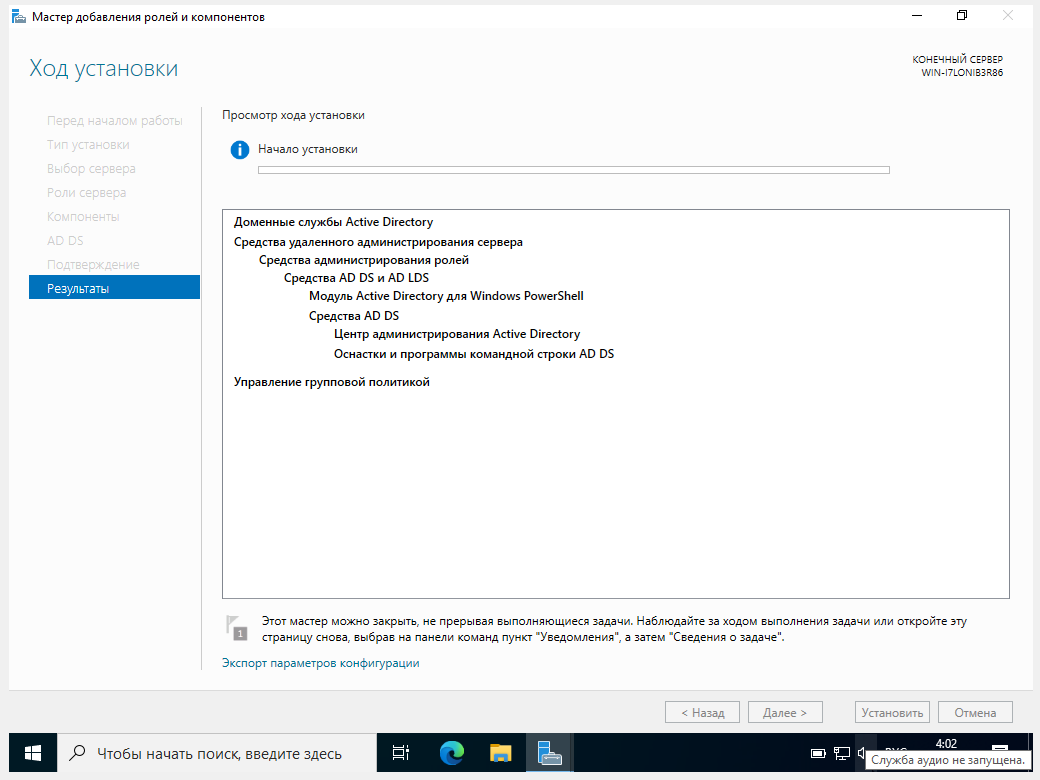 Мастер добавления ролей и компонентов
Ход установки
КОНЕЧНЫЙ СЕРВЕР
WIN-I7LONIB3R86
Перед началом работы
Тип установки
Выбор сервера
Роли сервера
Компоненты
AD DS
Подтверждение
Результаты
Просмотр хода установки
Начало установки
Доменные службы Active Directory
Средства удаленного администрирования сервера
Средства администрирования ролей
Средства AD DS и AD LDS
Модуль Active Directory для Windows PowerShell
Средства AD DS
Центр администрирования Active Directory
Оснастки и программы командной строки AD DS
Управление групповой политикой
1
Этот мастер можно закрыть, не прерывая выполняющиеся задачи. Наблюдайте за ходом выполнения задачи или откройте эту
страницу снова, выбрав на панели команд пункт "Уведомления", а затем "Сведения о задаче".
Экспорт параметров конфигурации
< Назад
Далее >
Установить
Отмена
Чтобы начать поиск, введите здесь
4:02
Служба аудио не запущена.